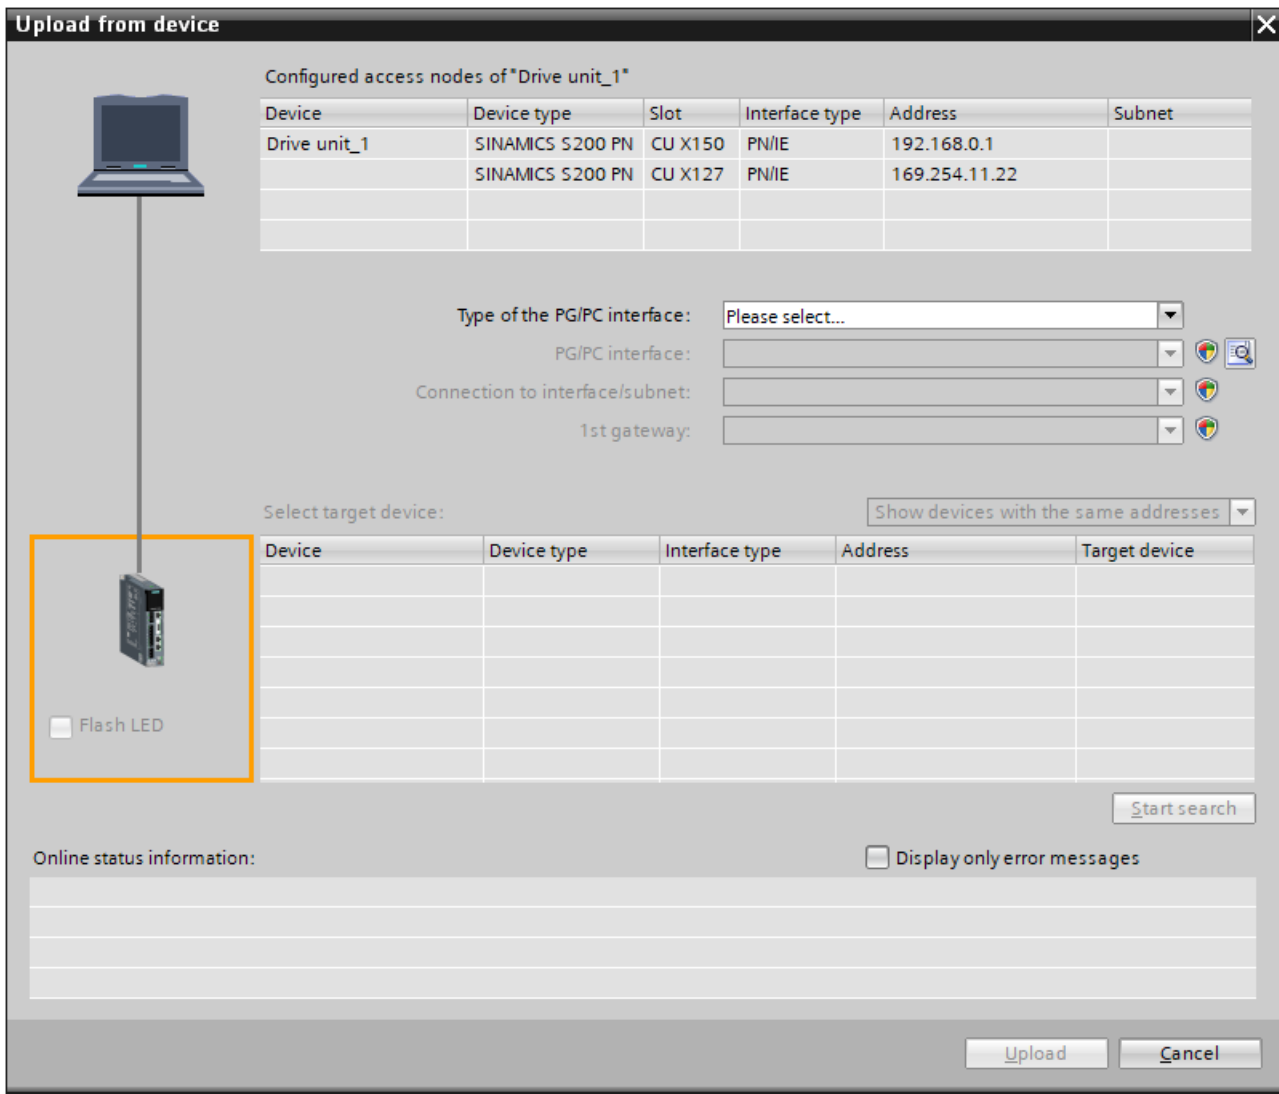 Upload from device
Configured access nodes of "Drive unit_1"
Device Device type Slot Interface type Address Subnet
Drive unit_1 SINAMICS S200 PN CU X150 PN/IE 192.168.0.1
SINAMICS S200 PN CU X127 PN/IE 169.254.11.22
Type of the PG/PC interface: Please select...
PG/PC interface:
Connection to interface/subnet:
1st gateway:
Select target device: Show devices with the same addresses
Device Device type Interface type Address Target device
Flash LED
Start search
Online status information: Display only error messages
Upload Cancel